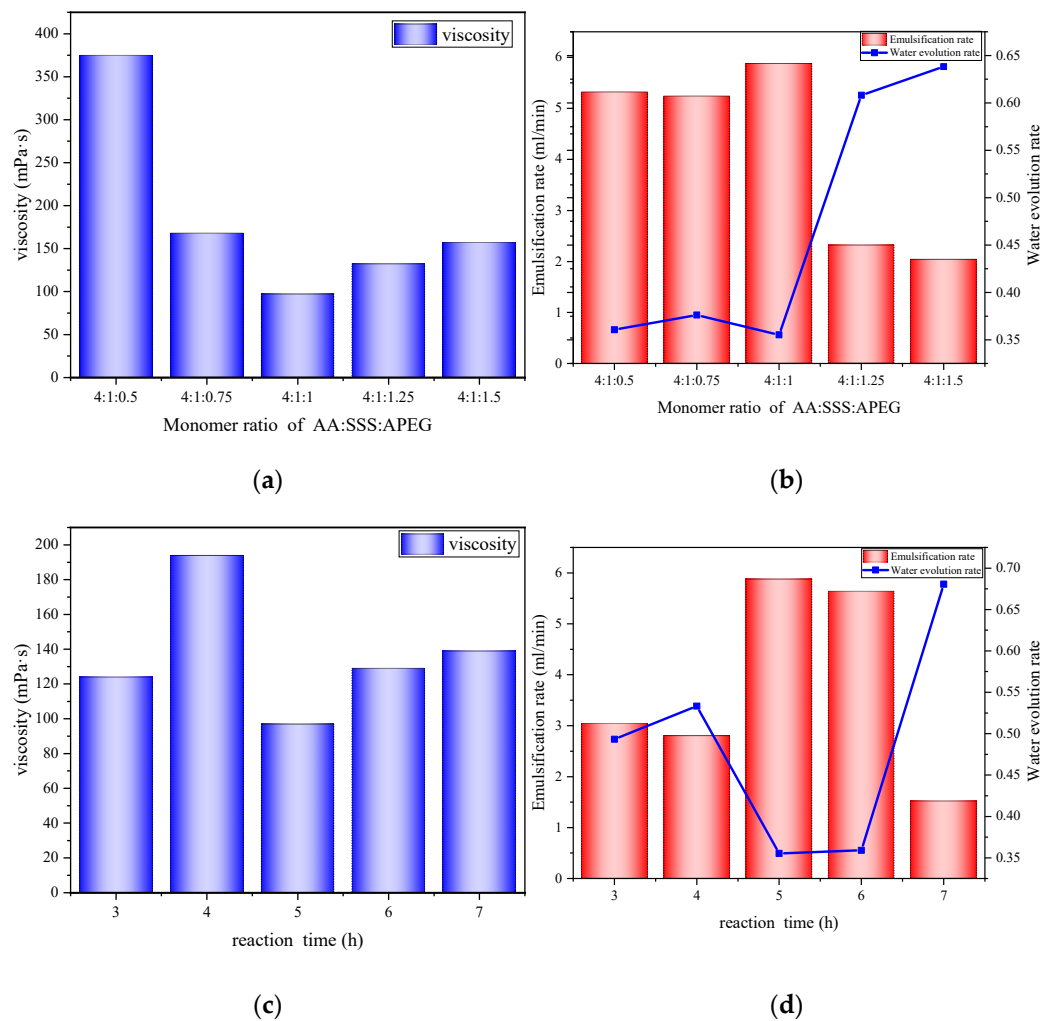 viscosity
400
350
300
250
200
150
100
50
0
viscosity (mPa·s)
4:1:0.5 4:1:0.75 4:1:1 4:1:1.25 4:1:1.5
Monomer ratio of AA:SSS:APEG
(a)
Emulsification rate
Water evolution rate
6
5
4
3
2
1
0
Emulsification rate (ml/min)
0.65
0.60
0.55
0.50
0.45
0.40
0.35
Water evolution rate
4:1:0.5 4:1:0.75 4:1:1 4:1:1.25 4:1:1.5
Monomer ratio of AA:SSS:APEG
(b)
viscosity
200
180
160
140
120
100
80
60
40
20
0
viscosity (mPa·s)
3 4 5 6 7
reaction time (h)
(c)
Emulsification rate
Water evolution rate
6
5
4
3
2
1
0
Emulsification rate (ml/min)
0.70
0.65
0.60
0.55
0.50
0.45
0.40
0.35
Water evolution rate
3 4 5 6 7
reaction time (h)
(d)